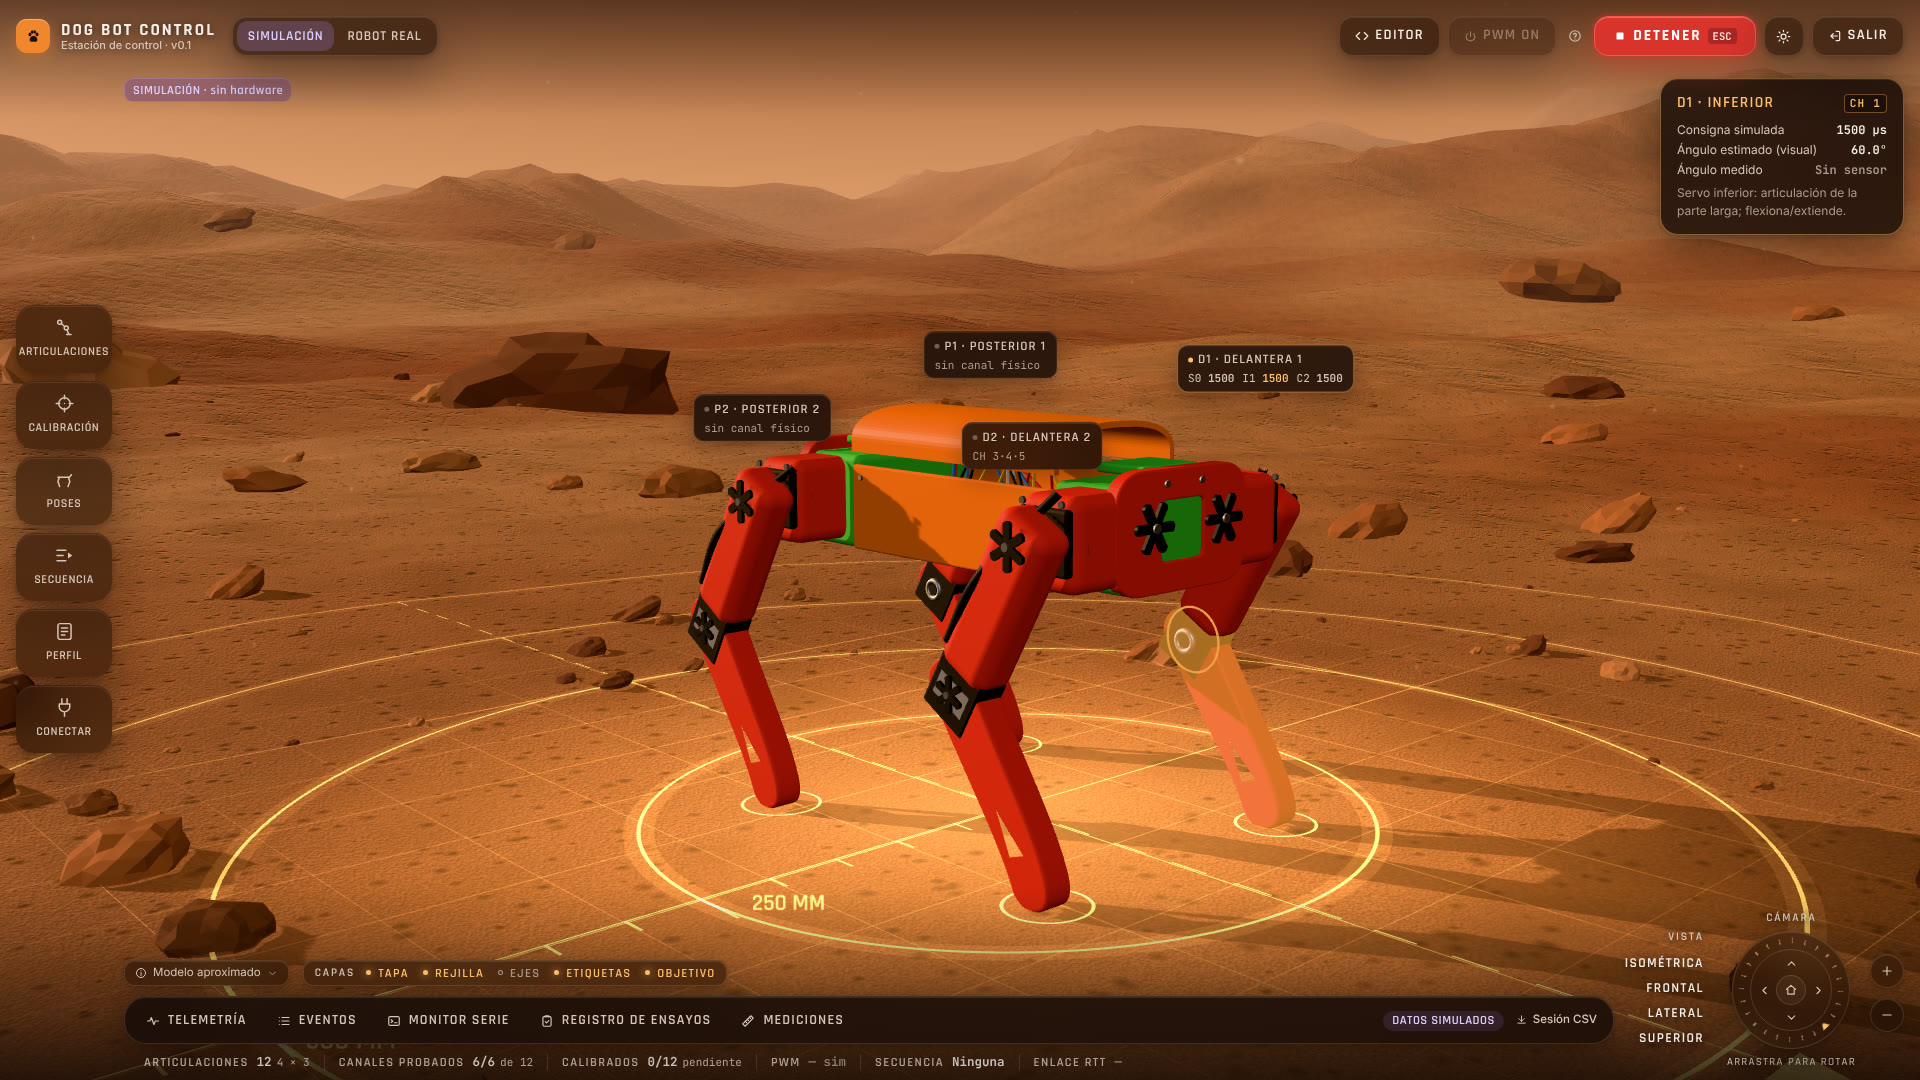 DOG BOT CONTROL
Estación de control · v0.1
SIMULACIÓN
ROBOT REAL
EDITOR
PWM ON
DETENER ESC
SALIR
SIMULACIÓN · sin hardware
D1 · INFERIOR
CH 1
Consigna simulada 1500 µs
Ángulo estimado (visual) 60.0°
Ángulo medido Sin sensor
Servo inferior: articulación de la
parte larga; flexiona/extiende.
ARTICULACIONES
CALIBRACIÓN
POSES
SECUENCIA
PERFIL
CONECTAR
P1 · POSTERIOR 1
sin canal físico
D1 · DELANTERA 1
S0 1500 I1 1500 C2 1500
P2 · POSTERIOR 2
sin canal físico
D2 · DELANTERA 2
CH 3·4·5
250 MM
CÁMARA
VISTA
ISOMÉTRICA
FRONTAL
LATERAL
SUPERIOR
ARRASTRA PARA ROTAR
Modelo aproximado
CAPAS TAPA REJILLA EJES ETIQUETAS OBJETIVO
TELEMETRÍA EVENTOS MONITOR SERIE REGISTRO DE ENSAYOS MEDICIONES
DATOS SIMULADOS Sesión CSV
ARTICULACIONES 12 4 × 3 CANALES PROBADOS 6/6 de 12 CALIBRADOS 0/12 pendiente PWM — sim SECUENCIA Ninguna ENLACE RTT —